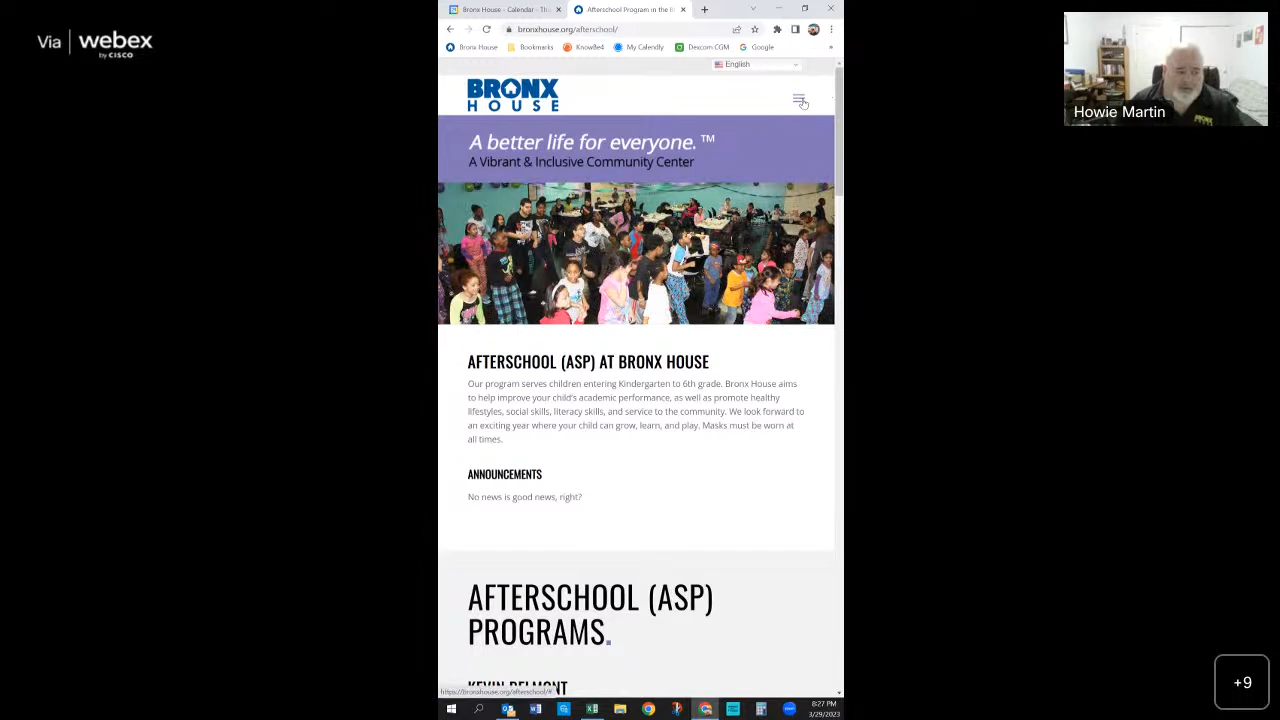 Via | webex
by CISCO
Bronx House - Calendar - Thu
Afterschool Program in the B
bronxhouse.org/afterschool/
Bronx House
Bookmarks
KnowBe4
My Calendly
Dexcom CGM
Google
English
BRONX
HOUSE
A better life for everyone.™
A Vibrant & Inclusive Community Center
AFTERSCHOOL (ASP) AT BRONX HOUSE
Our program serves children entering Kindergarten to 6th grade. Bronx House aims
to help improve your child's academic performance, as well as promote healthy
lifestyles, social skills, literacy skills, and service to the community. We look forward to
an exciting year where your child can grow, learn, and play. Masks must be worn at
all times.
ANNOUNCEMENTS
No news is good news, right?
AFTERSCHOOL (ASP)
PROGRAMS.
KEVIN BELMONT
https://bronxhouse.org/afterschool/#
8:27 PM
3/29/2023
Howie Martin
+9